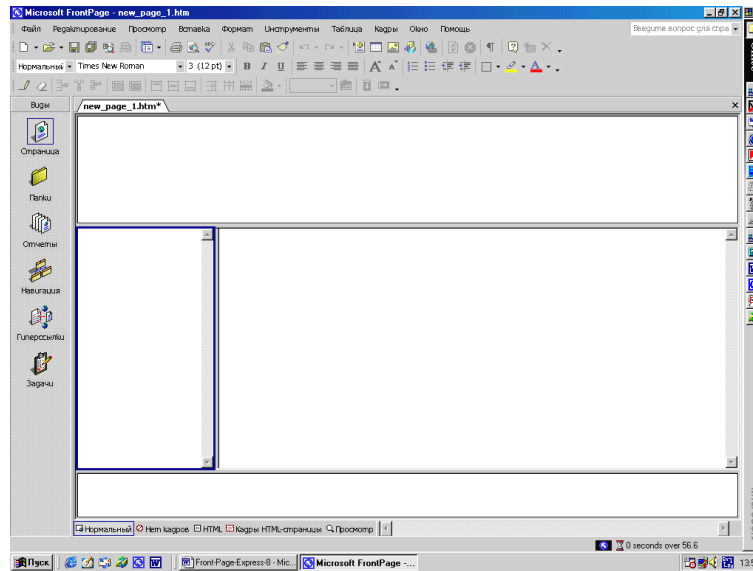 Microsoft FrontPage - new_page_1.htm
Файл Редактирование Просмотр Вставка Формат Инструменты Таблица Кадры Окно Помощь
Введите вопрос для спра
Нормальный Times New Roman 3 (12 pt)
Виды
new_page_1.htm*
Страница
Папки
Отчеты
Навигация
Гиперссылки
Задачи
Нормальный Нет кадров HTML Кадры HTML-страницы Просмотр
0 seconds over 56.6
Пуск Front-Page-Express-8 - Mic... Microsoft FrontPage -...